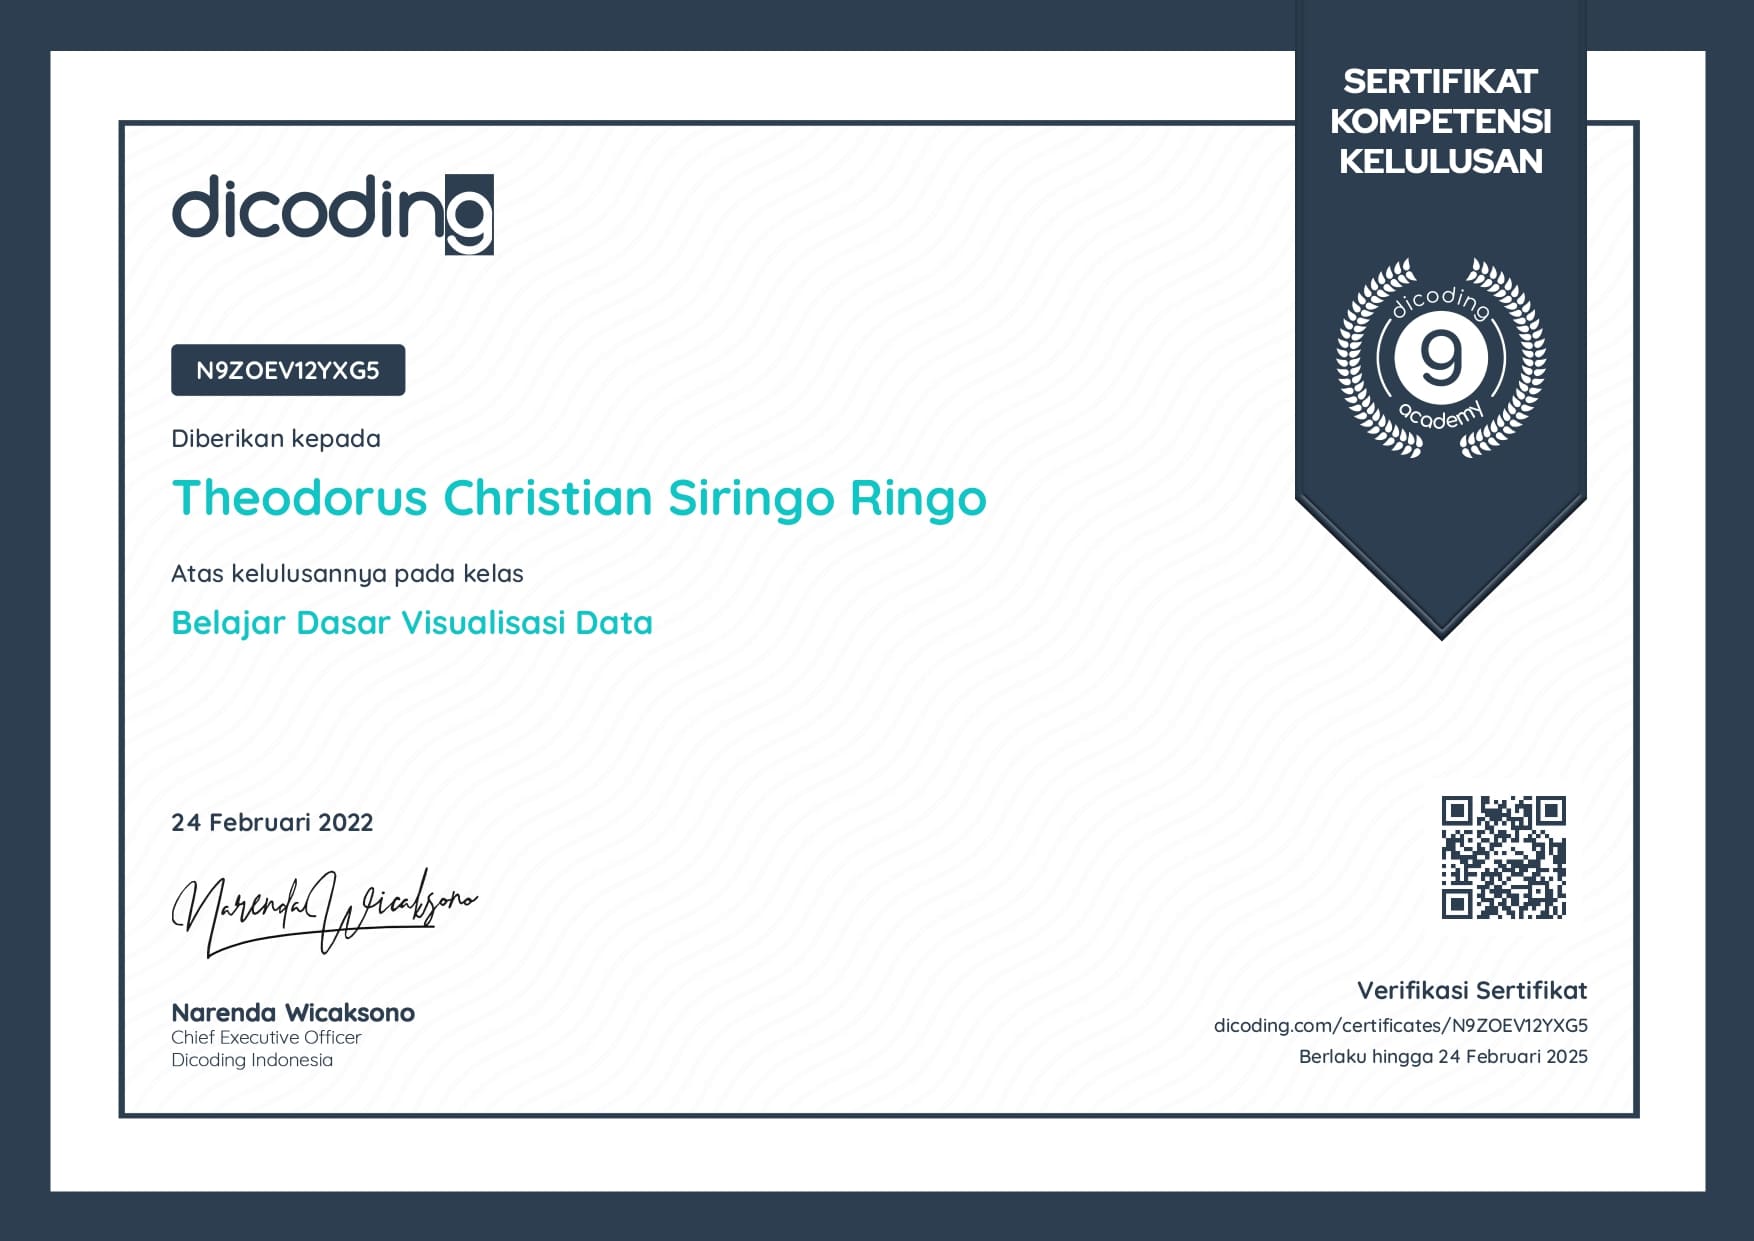 SERTIFIKAT
KOMPETENSI
KELULUSAN
dicoding
dicoding
g
academy
N9ZOEV12YXG5
Diberikan kepada
Theodorus Christian Siringo Ringo
Atas kelulusannya pada kelas
Belajar Dasar Visualisasi Data
24 Februari 2022
Narenda Wicaksono
Narenda Wicaksono
Chief Executive Officer
Dicoding Indonesia
Verifikasi Sertifikat
dicoding.com/certificates/N9ZOEV12YXG5
Berlaku hingga 24 Februari 2025